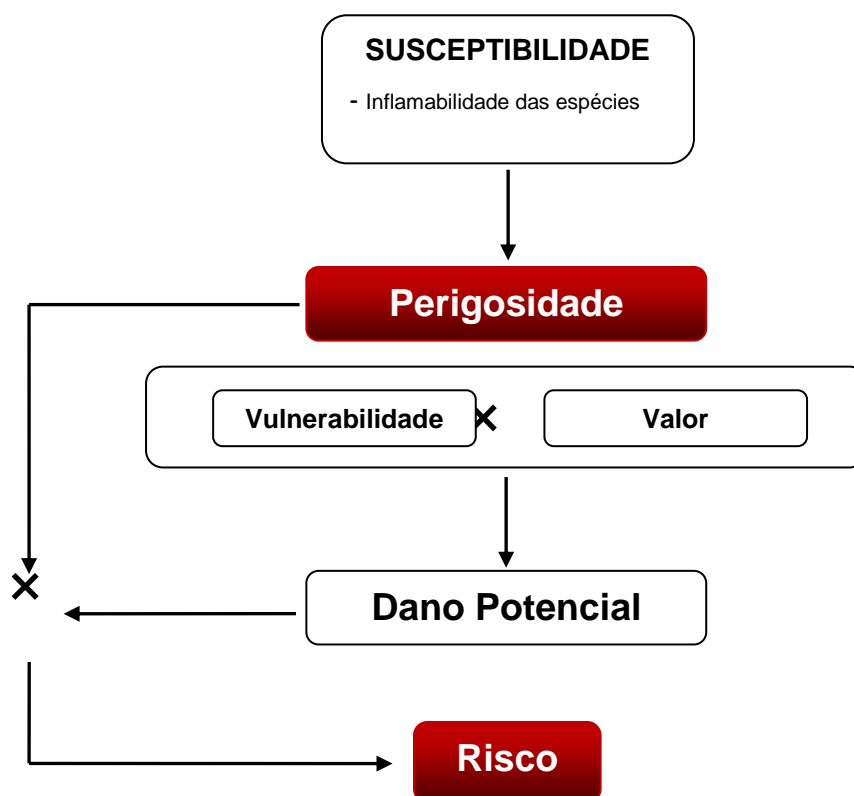 SUSCEPTIBILIDADE
- Inflamabilidade das espécies
Perigosidade
Vulnerabilidade × Valor
× Dano Potencial
Risco